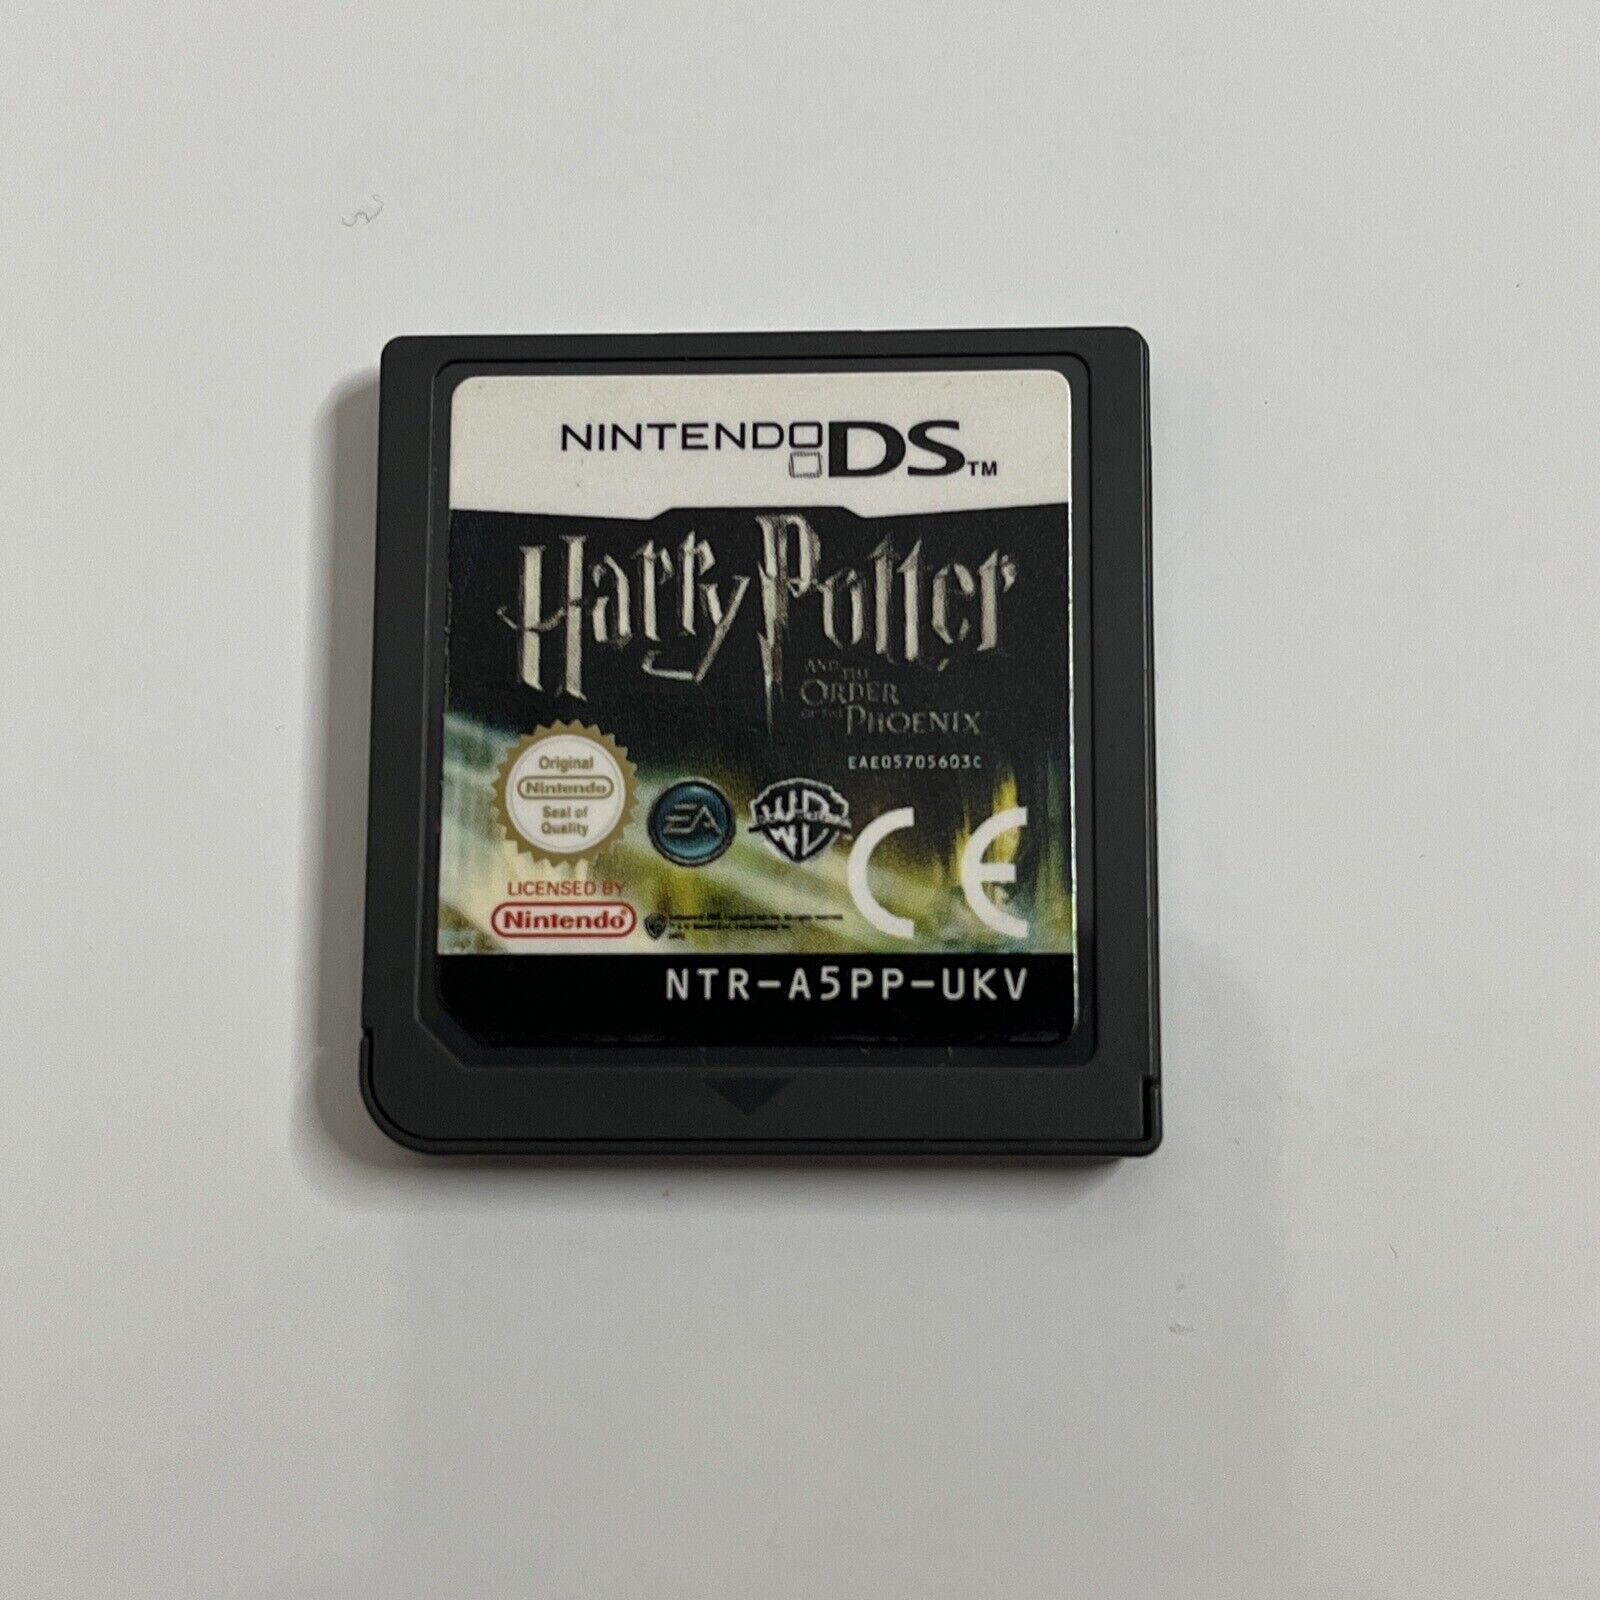 NINTENDO DS™
Harry Potter
AND THE
ORDER
OF THE PHOENIX
EAE05705603C
Original
Nintendo
Seal of
Quality
EA
WB
CE
LICENSED BY
Nintendo®
NTR-A5PP-UKV